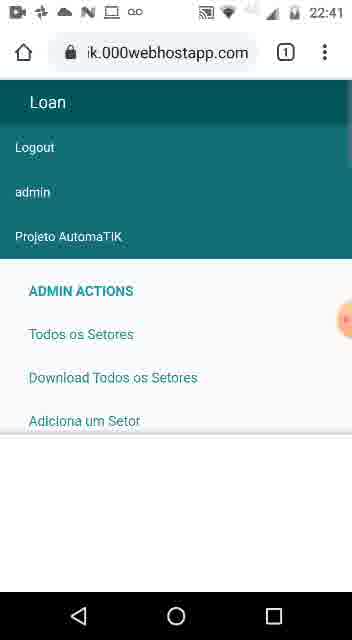 22:41
ik.000webhostapp.com
1
Loan
Logout
admin
Projeto AutomaTIK
ADMIN ACTIONS
Todos os Setores
Download Todos os Setores
Adiciona um Setor